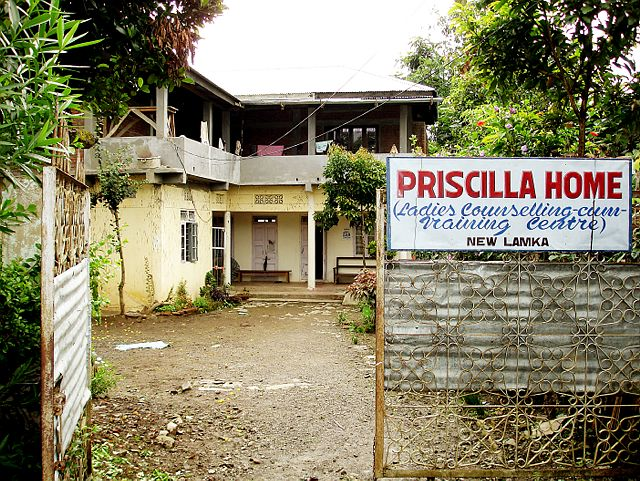 PRISCILLA HOME
(Ladies Counselling-cum-
Training Centre)
NEW LAMKA